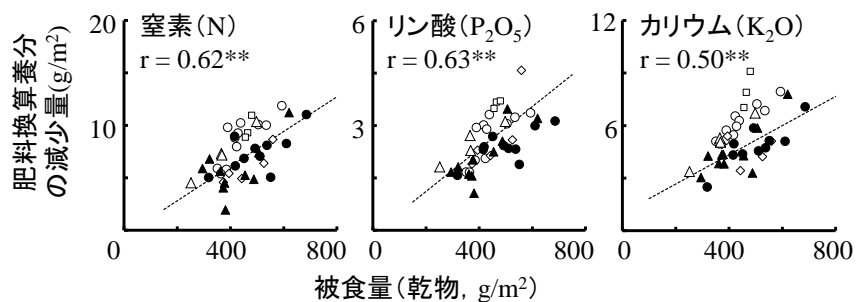 肥料換算養分
の減少量(g/m²)
20
10
0
窒素(N)
r = 0.62**
0
400
800
6
3
リン酸(P₂O₅)
r = 0.63**
0
400
800
12
6
カリウム(K₂O)
r = 0.50**
0
400
800
被食量(乾物, g/m²)